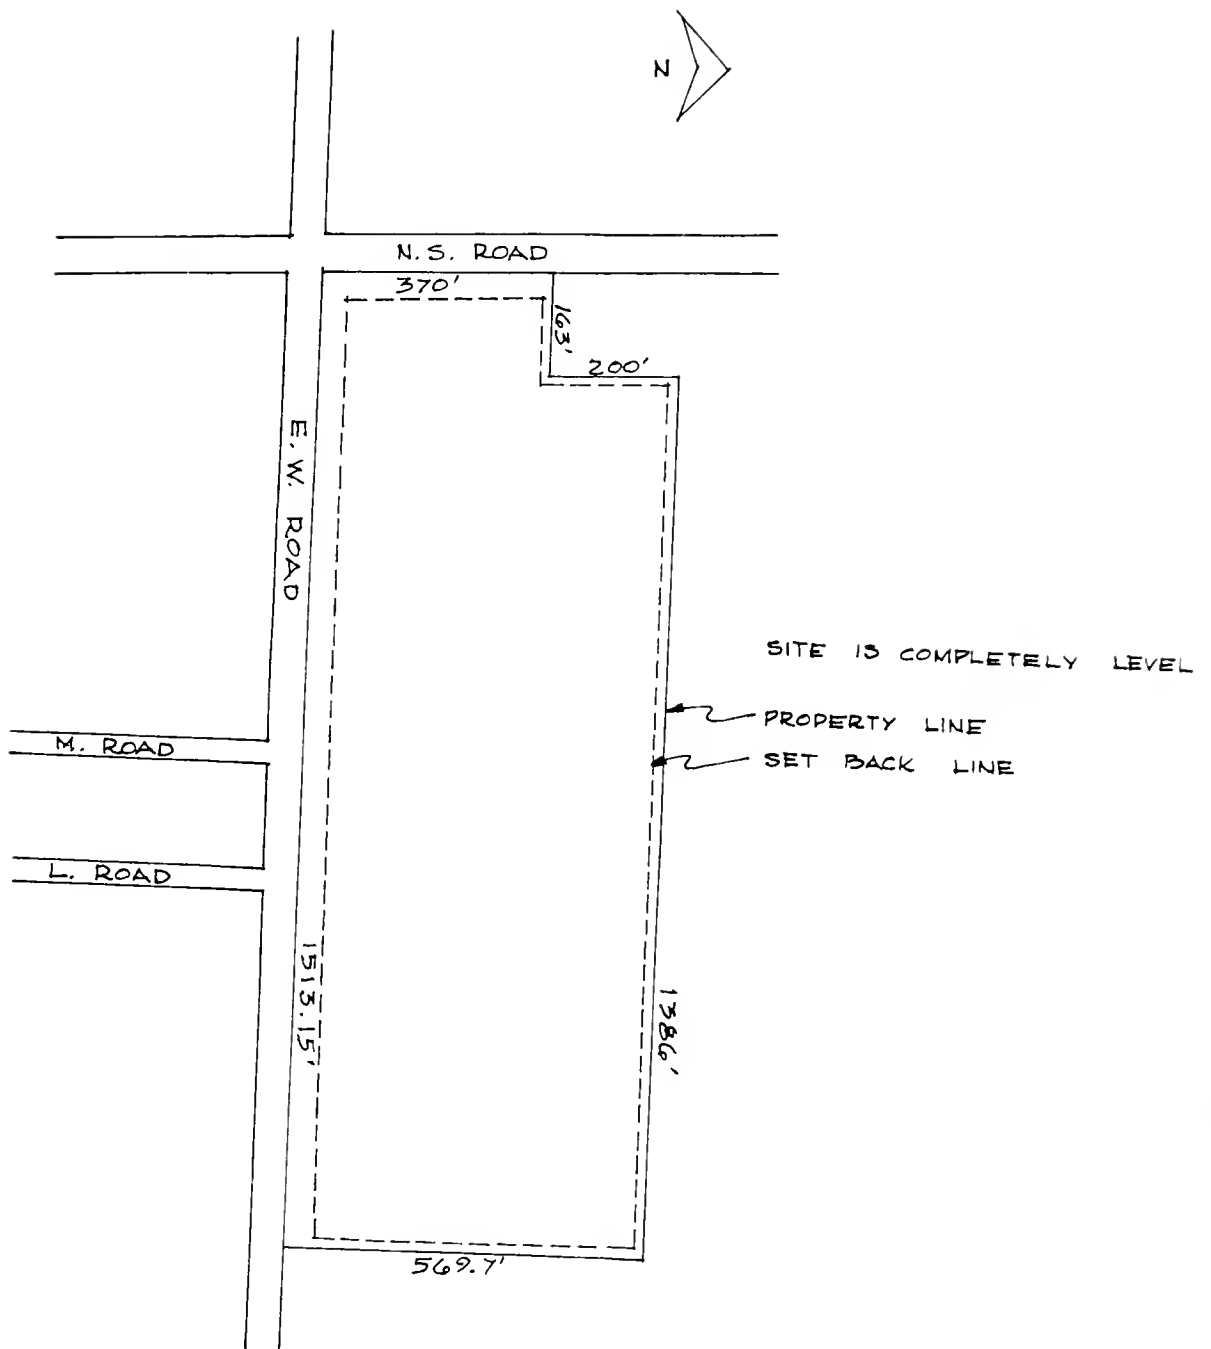 N
N.S. ROAD
370'
163'
200'
E.W. ROAD
SITE IS COMPLETELY LEVEL
PROPERTY LINE
SET BACK LINE
M. ROAD
L. ROAD
1513.15'
1386'
569.7'